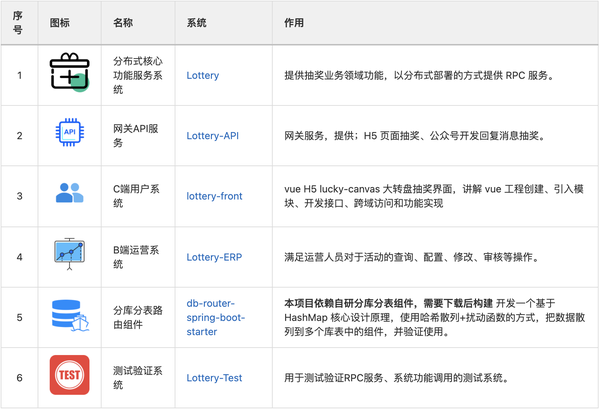 序号 图标 名称 系统 作用
1 分布式核心功能服务系统 Lottery 提供抽奖业务领域功能，以分布式部署的方式提供 RPC 服务。
API
2 网关API服务 Lottery-API 网关服务，提供；H5 页面抽奖、公众号开发回复消息抽奖。
3 C端用户系统 lottery-front vue H5 lucky-canvas 大转盘抽奖界面，讲解 vue 工程创建、引入模块、开发接口、跨域访问和功能实现
4 B端运营系统 Lottery-ERP 满足运营人员对于活动的查询、配置、修改、审核等操作。
5 分库分表路由组件 db-router-spring-boot-starter 本项目依赖自研分库分表组件，需要下载后构建 开发一个基于 HashMap 核心设计原理，使用哈希散列+扰动函数的方式，把数据散列到多个库表中的组件，并验证使用。
TEST
6 测试验证系统 Lottery-Test 用于测试验证RPC服务、系统功能调用的测试系统。